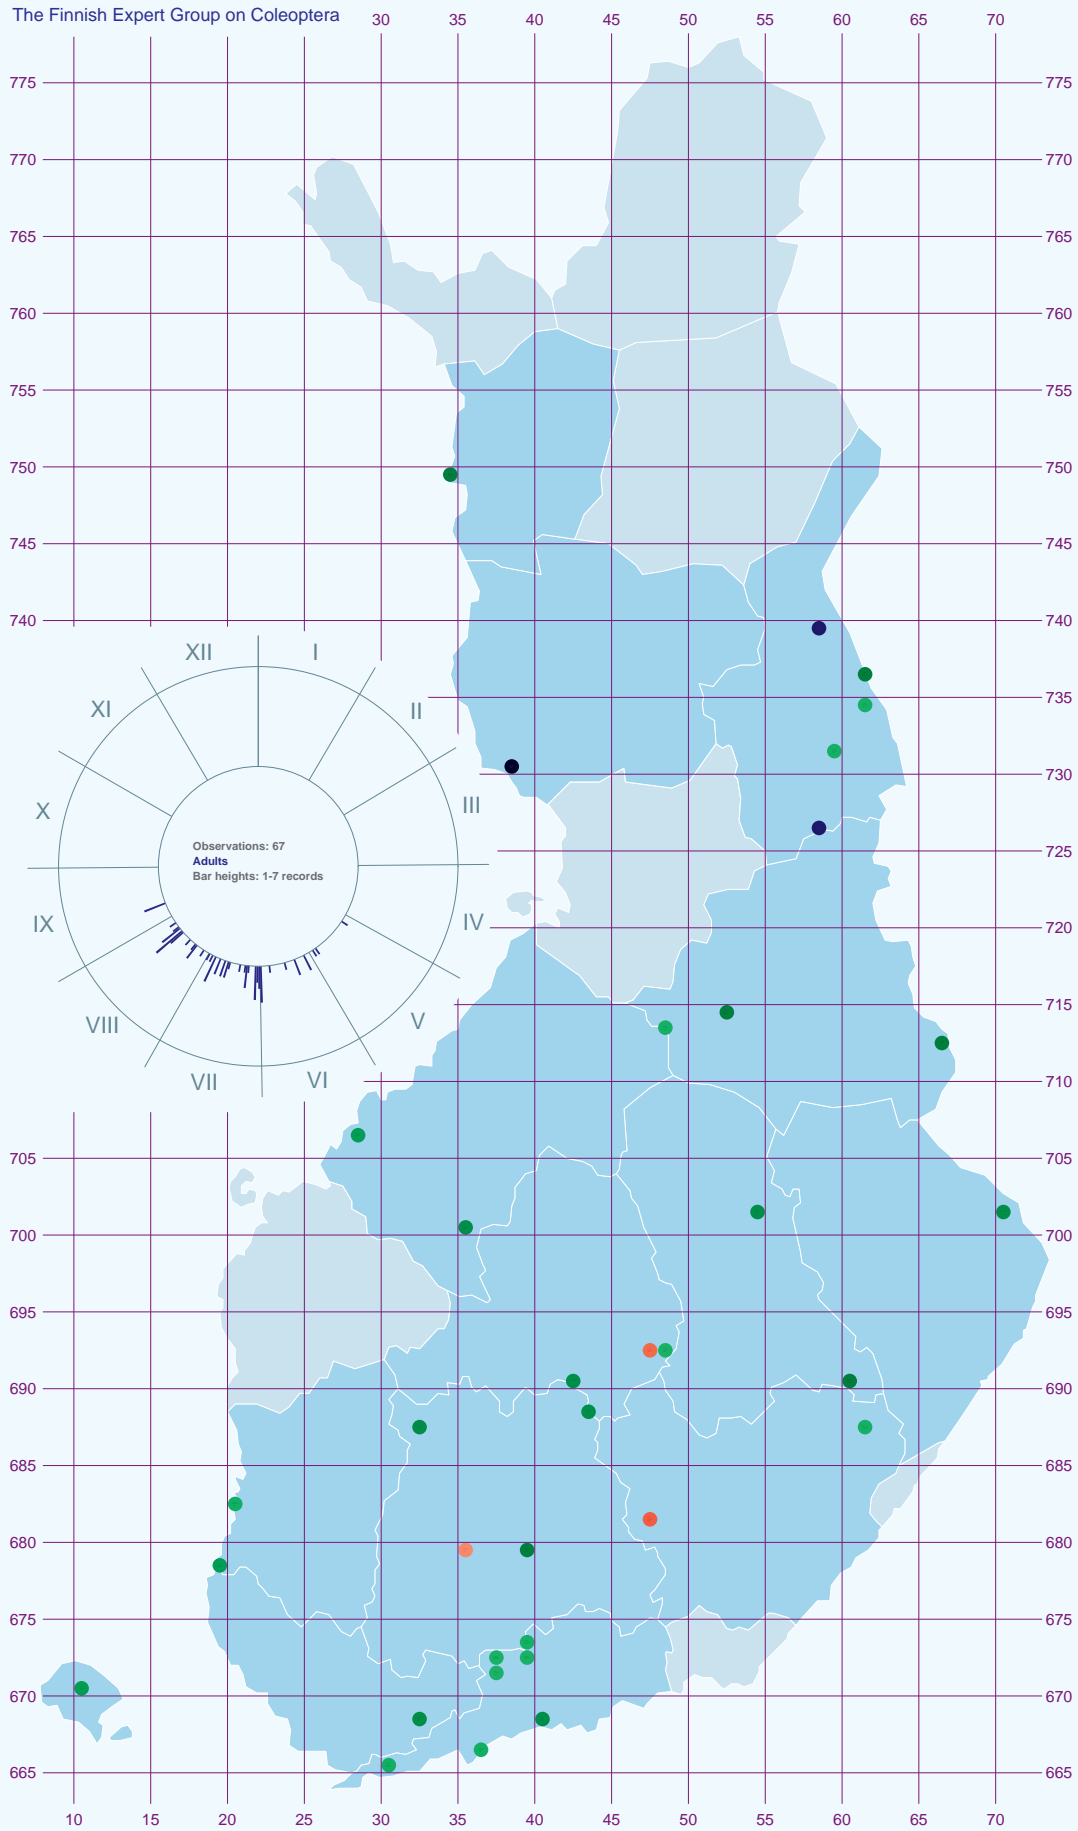 The Finnish Expert Group on Coleoptera
30 35 40 45 50 55 60 65 70
775 775
770 770
765 765
760 760
755 755
750 750
745 745
740 740
XII I
XI II
735
730
X III
Observations: 67
Adults
Bar heights: 1-7 records
725
IX IV
720
715
VIII V
VII VI
710
705 705
700 700
695 695
690 690
685 685
680 680
675 675
670 670
665 665
10 15 20 25 30 35 40 45 50 55 60 65 70